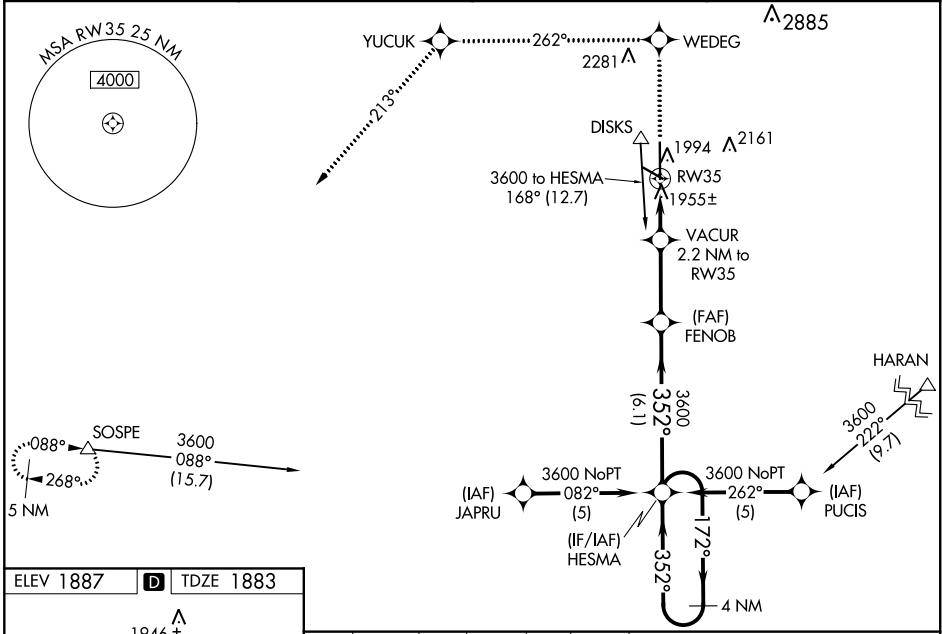 MSA RW35 25 NM
4000
YUCUK
262°
WEDEG
2885
2281
213°
DISKS
1994
2161
3600 to HESMA
168° (12.7)
RW35
1955±
VACUR
2.2 NM to
RW35
(FAF)
FENOB
HARAN
3600
222°
(9.7)
3600
352°
(6.1)
088°
SOSPE
3600
088°
(15.7)
268°
5 NM
3600 NoPT
082°
(5)
(IAF)
JAPRU
3600 NoPT
262°
(5)
(IAF)
PUCIS
(IF/IAF)
HESMA
172°
352°
4 NM
ELEV 1887
D
TDZE 1883
1946 ±